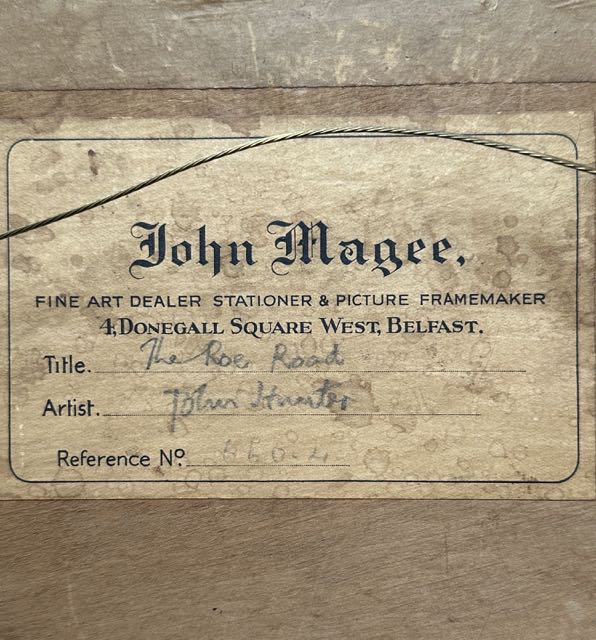 John Magee,
FINE ART DEALER STATIONER & PICTURE FRAMEMAKER
4, DONEGALL SQUARE WEST, BELFAST.
Title. The Roe Road
Artist. John Hunter
Reference Nº.